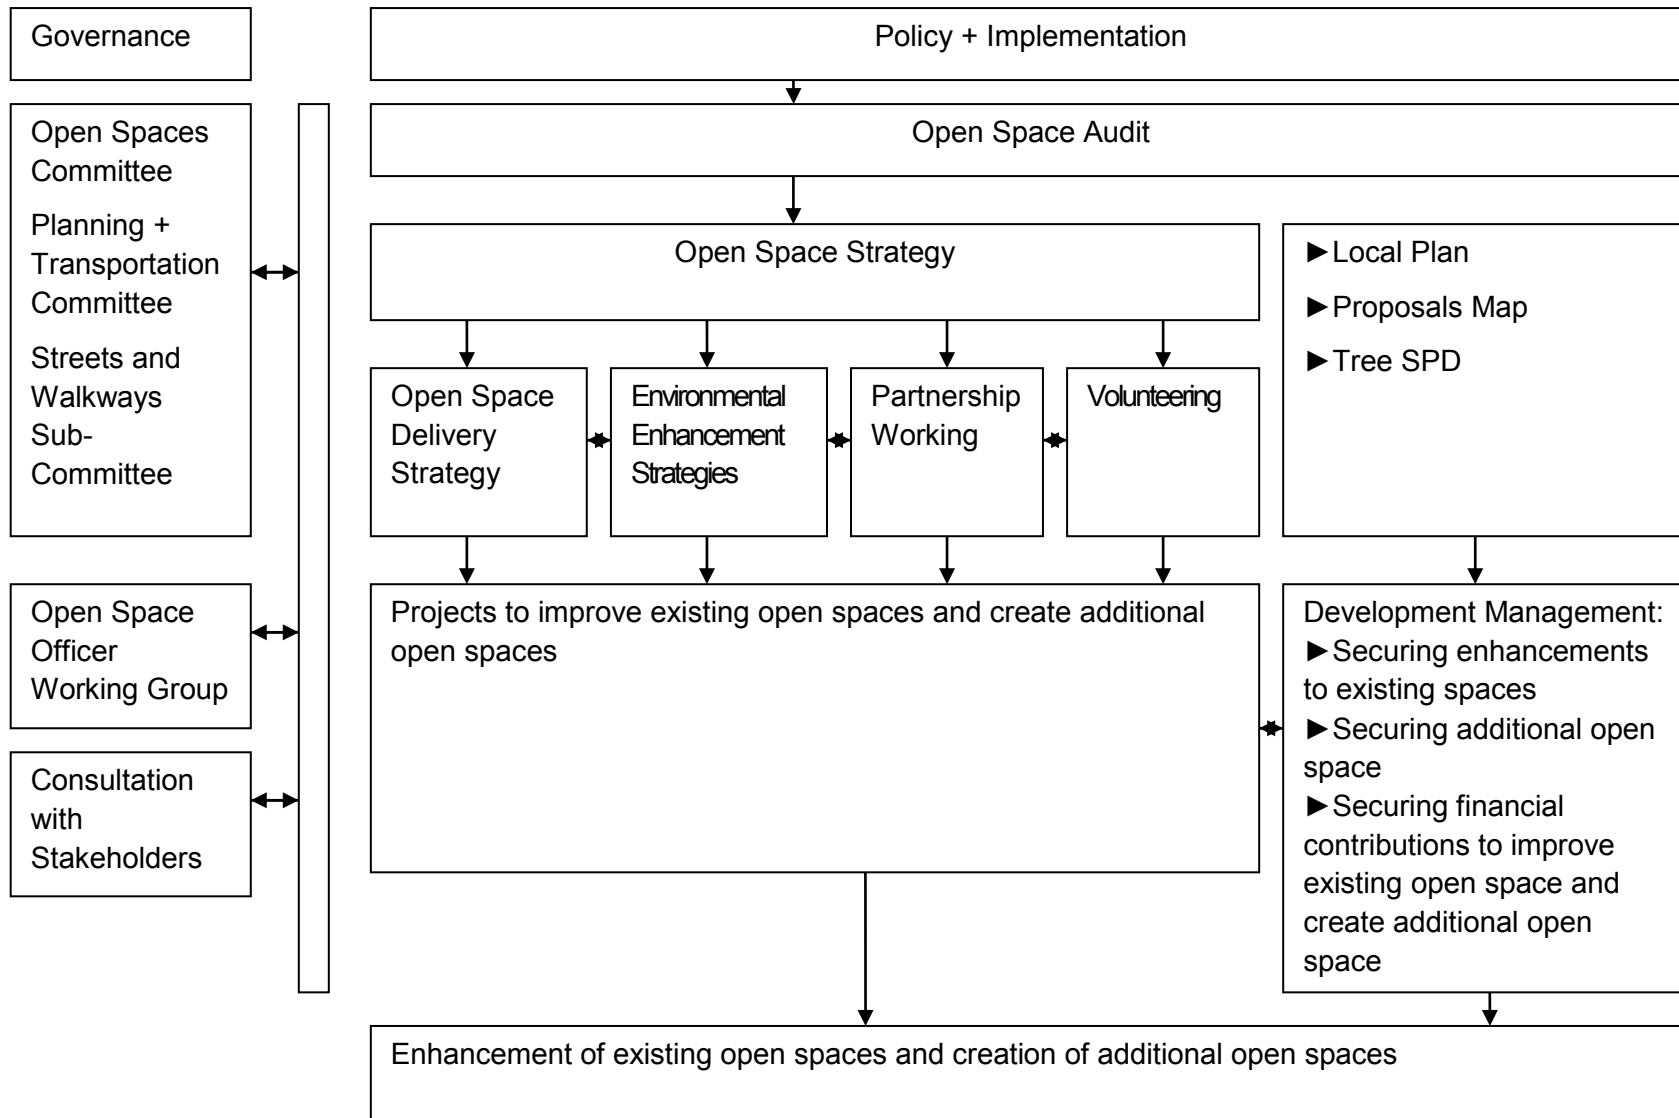 Governance
Policy + Implementation
Open Spaces
Committee
Planning +
Transportation
Committee
Streets and
Walkways
Sub-
Committee
Open Space Audit
Open Space Strategy
►Local Plan
►Proposals Map
►Tree SPD
Open Space
Delivery
Strategy
Environmental
Enhancement
Strategies
Partnership
Working
Volunteering
Open Space
Officer
Working Group
Consultation
with
Stakeholders
Projects to improve existing open spaces and create additional
open spaces
Development Management:
►Securing enhancements
to existing spaces
►Securing additional open
space
►Securing financial
contributions to improve
existing open space and
create additional open
space
Enhancement of existing open spaces and creation of additional open spaces